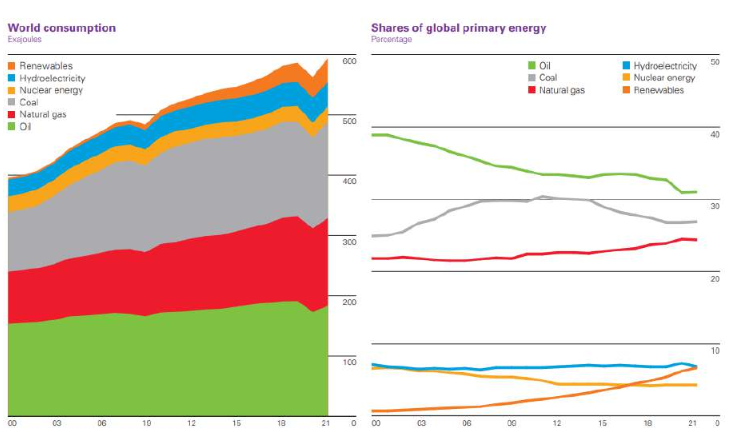 World consumption
Exajoules
Renewables
Hydroelectricity
Nuclear energy
Coal
Natural gas
Oil
600
500
400
300
200
100
00 03 06 09 10 15 18 21 0
Shares of global primary energy
Percentage
Oil
Coal
Natural gas
Hydroelectricity
Nuclear energy
Renewables
50
40
30
20
10
00 03 06 09 12 15 18 21 0